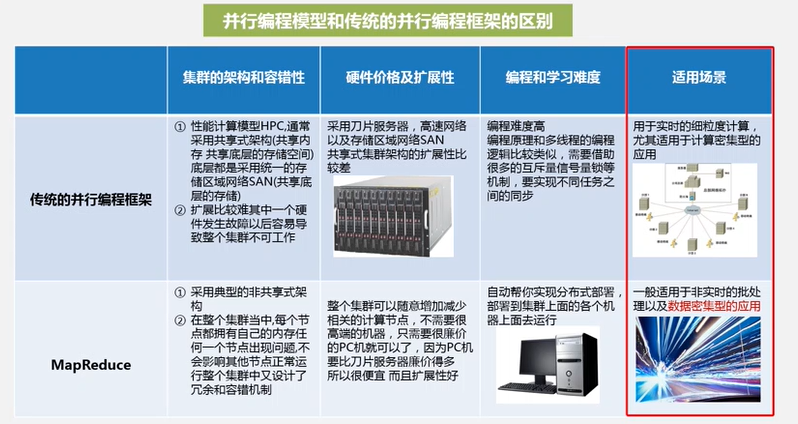 并行编程模型和传统的并行编程框架的区别
集群的架构和容错性
硬件价格及扩展性
编程和学习难度
适用场景
传统的并行编程框架
① 性能计算模型HPC,通常
采用共享式架构(共享内
存 共享底层的存储空间)
底层都是采用统一的存
储区域网络SAN(共享底
层的存储)
② 扩展比较难其中一个硬
件发生故障以后容易导
致整个集群不可工作
采用刀片服务器，高速网络
以及存储区域网络SAN
共享式集群架构的扩展性比
较差
编程难度高
编程原理和多线程的编程
逻辑比较类似，需要借助
很多的互斥量信号量锁等
机制，要实现不同任务之
间的同步
用于实时的细粒度计算，
尤其适用于计算密集型的
应用
MapReduce
① 采用典型的非共享式架
构
② 在整个集群当中,每个节
点都拥有自己的内存任
何一个节点出现问题,不
会影响其他节点正常运
行整个集群中又设计了
冗余和容错机制
整个集群可以随意增加减少
相关的计算节点，不需要很
高端的机器，只需要很廉价
的PC机就可以了，因为PC机
要比刀片服务器廉价得多
所以很便宜 而且扩展性好
自动帮你实现分布式部署，
部署到集群上面的各个机
器上面去运行
一般适用于非实时的批处
理以及数据密集型的应用